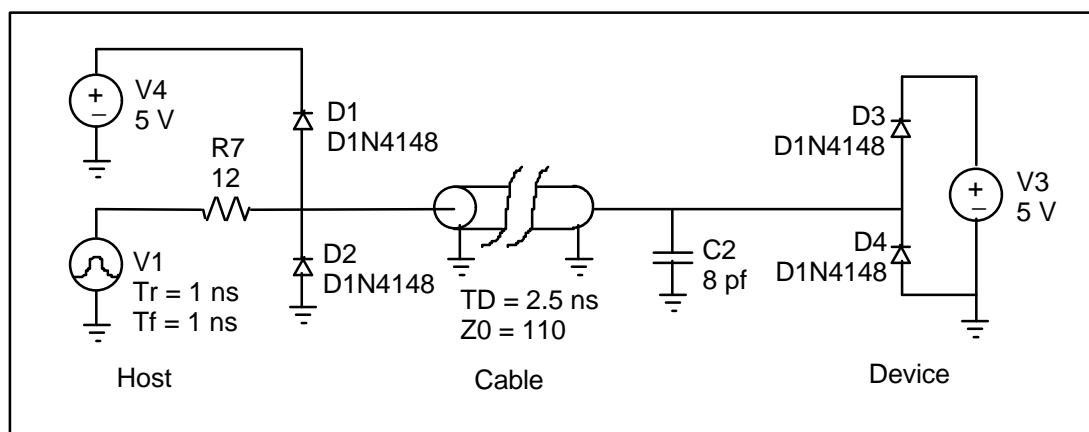 V4
5 V
D1
D1N4148
R7
12
V1
Tr = 1 ns
Tf = 1 ns
D2
D1N4148
TD = 2.5 ns
Z0 = 110
C2
8 pf
D3
D1N4148
V3
5 V
D4
D1N4148
Host
Cable
Device